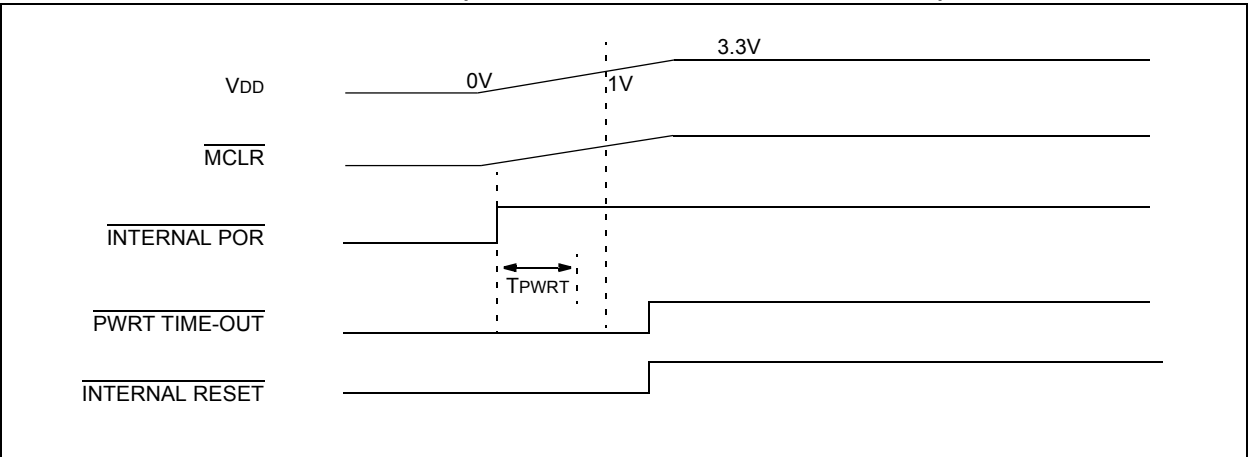 3.3V
VDD
0V
1V
MCLR
INTERNAL POR
TPWRT
PWRT TIME-OUT
INTERNAL RESET